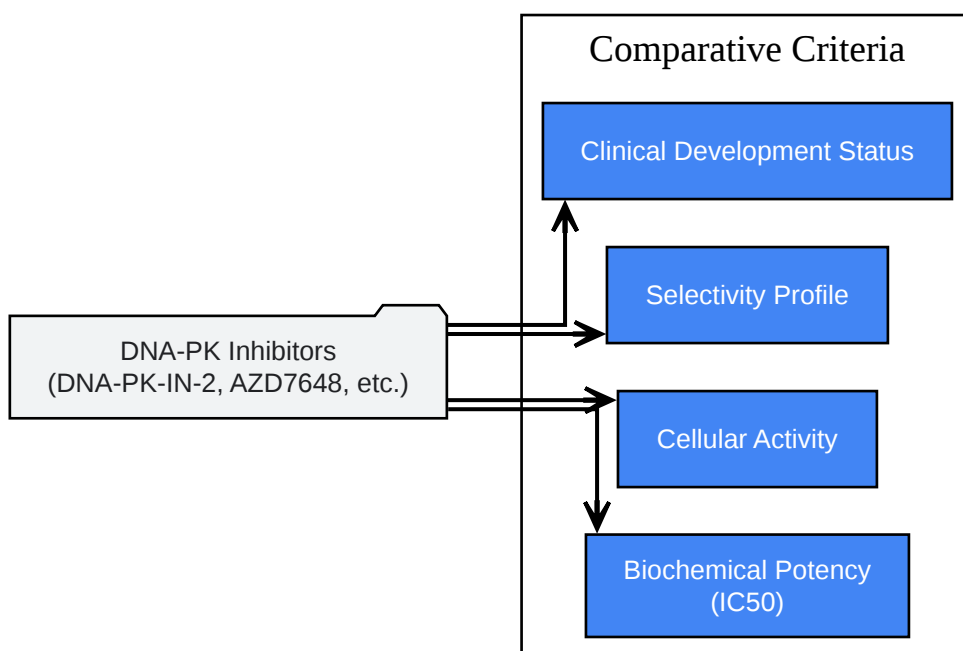 Comparative Criteria
Clinical Development Status
Selectivity Profile
DNA-PK Inhibitors
(DNA-PK-IN-2, AZD7648, etc.)
Cellular Activity
Biochemical Potency
(IC50)